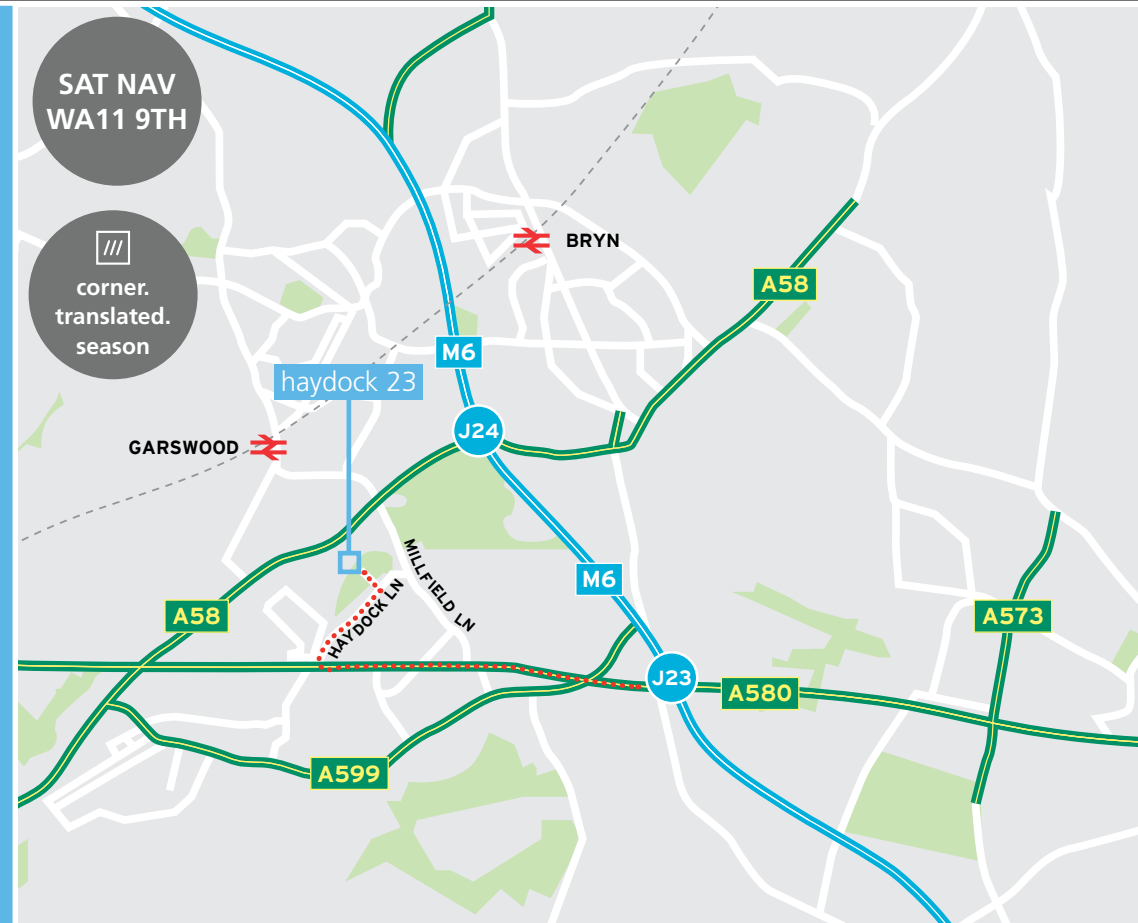 SAT NAV
WA11 9TH
///
corner.
translated.
season
BRYN
A58
M6
haydock 23
J24
GARSWOOD
MILLFIELD LN
M6
HAYDOCK LN
A58
A573
J23
A580
A599